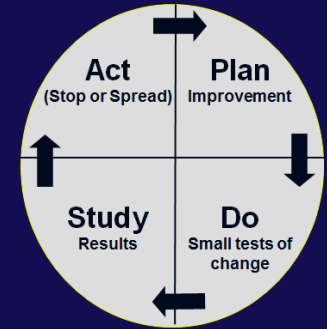 Act
(Stop or Spread)
Plan
Improvement
Study
Results
Do
Small tests of
change